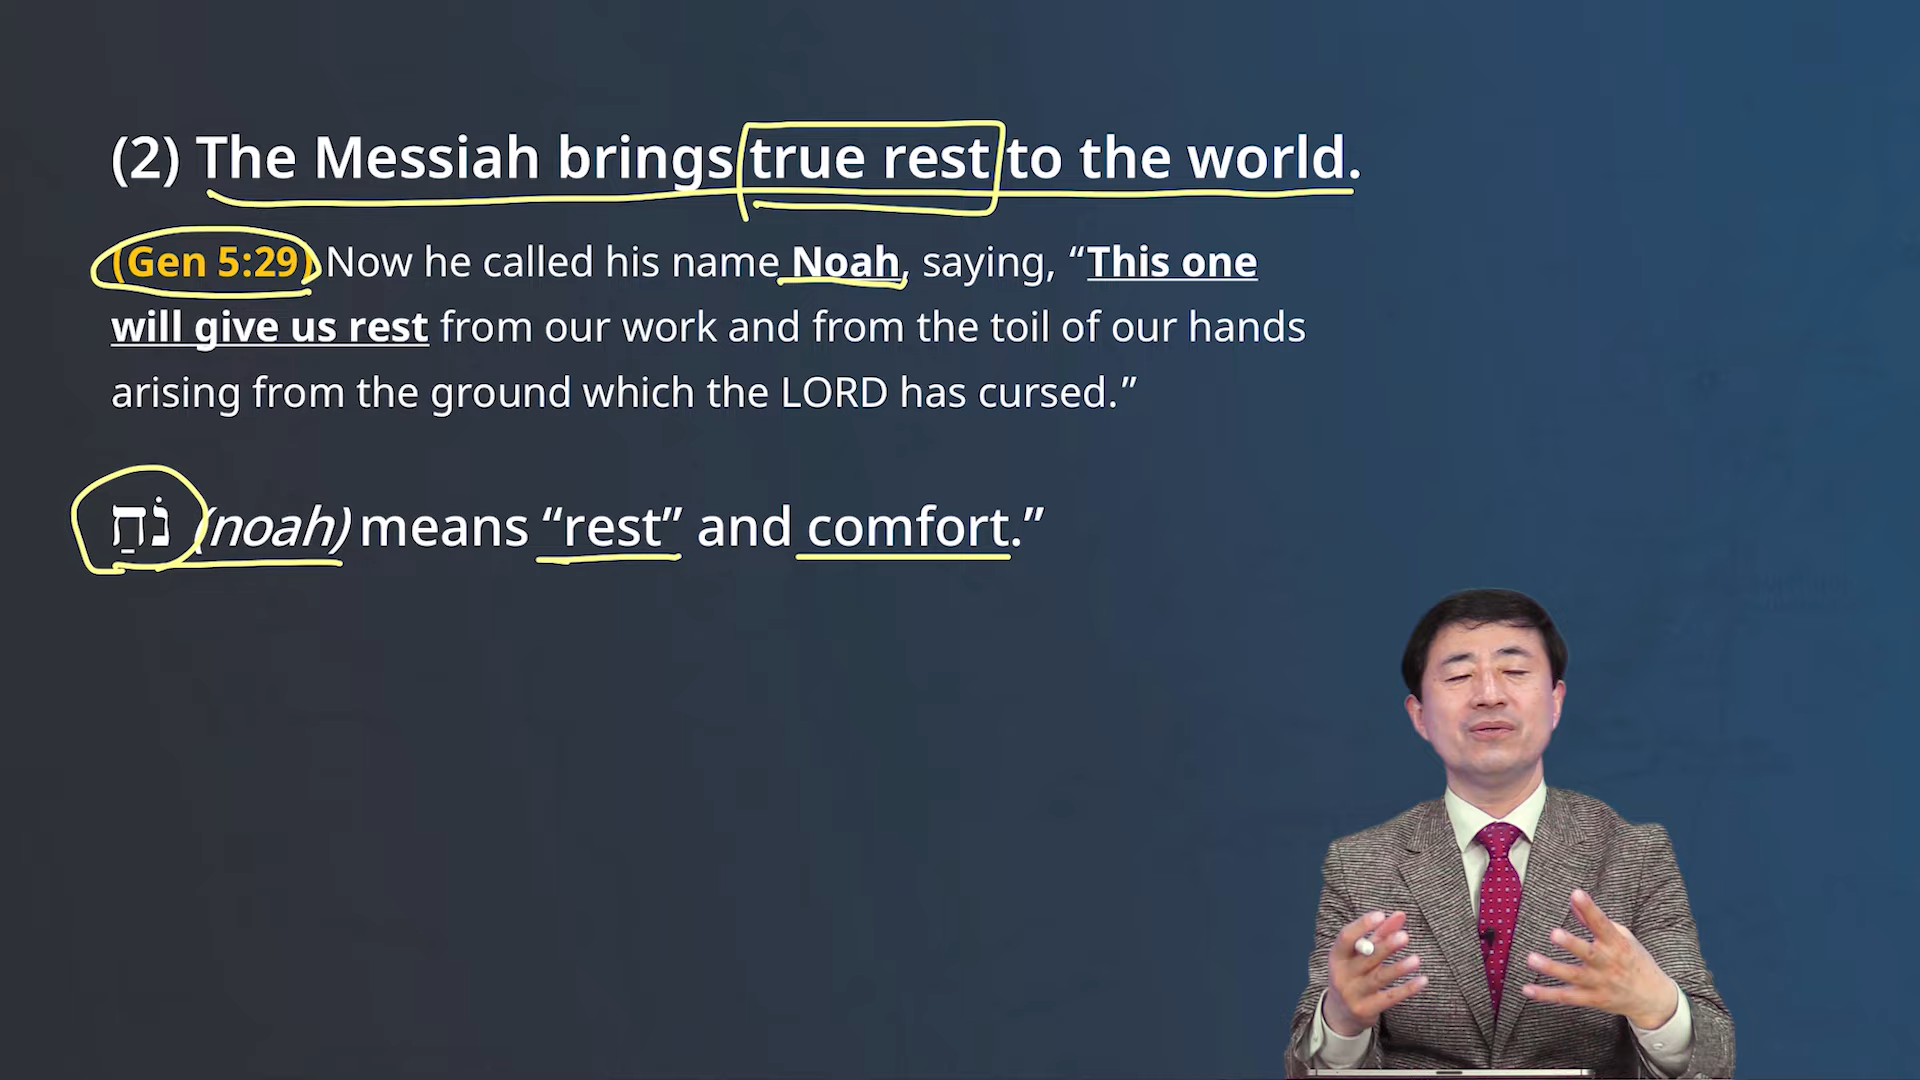 (2) The Messiah brings true rest to the world.
(Gen 5:29) Now he called his name Noah, saying, “This one
will give us rest from our work and from the toil of our hands
arising from the ground which the LORD has cursed.”
נֹחַ (noah) means “rest” and comfort.”